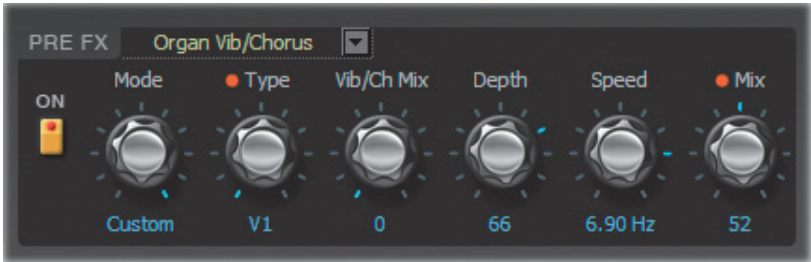 PRE FX Organ Vib/Chorus
Mode Type Vib/Ch Mix Depth Speed Mix
ON
Custom V1 0 66 6.90 Hz 52